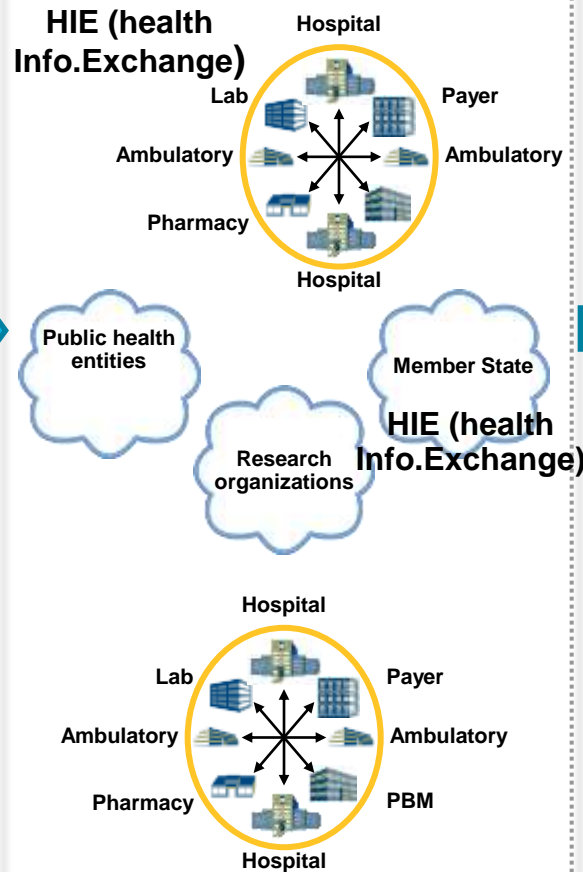 HIE (health
Info.Exchange)
Hospital
Lab
Payer
Ambulatory
Ambulatory
Pharmacy
Hospital
Public health
entities
Member State
HIE (health
Info.Exchange)
Research
organizations
Hospital
Lab
Payer
Ambulatory
Ambulatory
Pharmacy
PBM
Hospital